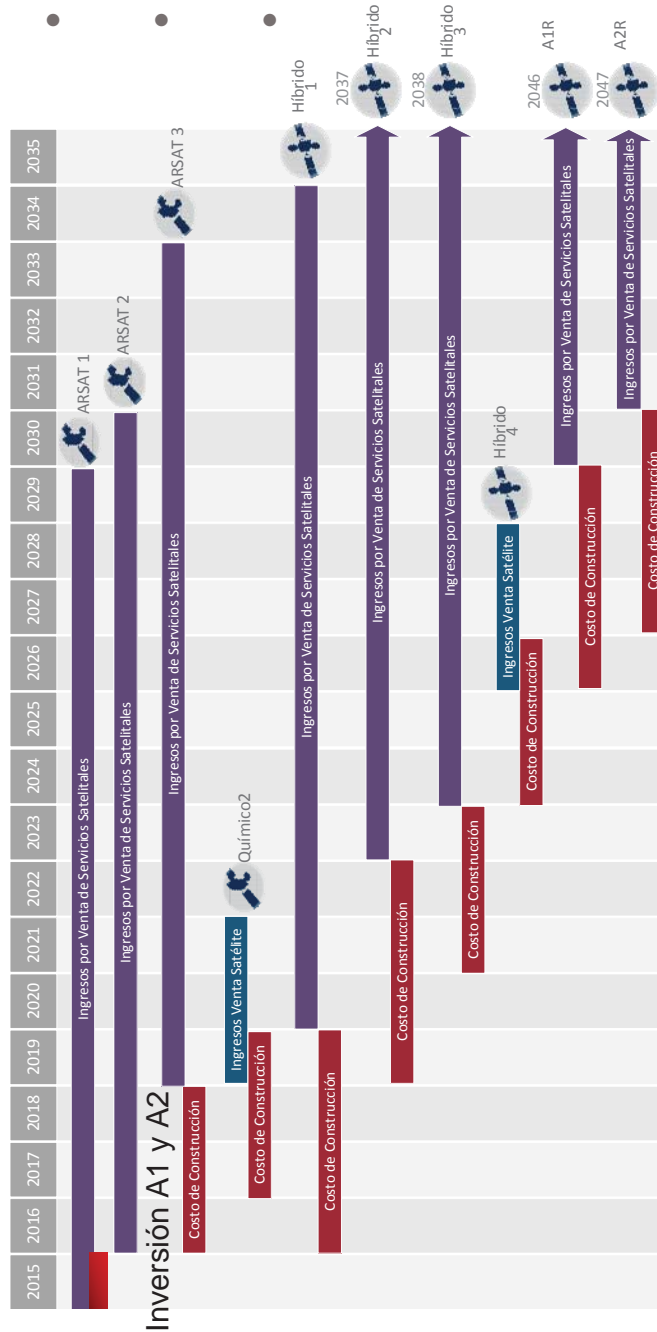 2015
2016
2017
2018
2019
2020
2021
2022
2023
2024
2025
2026
2027
2028
2029
2030
2031
2032
2033
2034
2035
Ingresos por Venta de Servicios Satelitales
ARSAT 1
Ingresos por Venta de Servicios Satelitales
ARSAT 2
Inversión A1 y A2
Ingresos por Venta de Servicios Satelitales
ARSAT 3
Costo de Construcción
Ingresos Venta Satélite
Químico2
Costo de Construcción
Ingresos por Venta de Servicios Satelitales
Híbrido
1
Costo de Construcción
Ingresos por Venta de Servicios Satelitales
2037
Híbrido
2
Costo de Construcción
Ingresos por Venta de Servicios Satelitales
2038
Híbrido
3
Costo de Construcción
Ingresos Venta Satélite
Híbrido
4
Costo de Construcción
Ingresos por Venta de Servicios Satelitales
2046
A1R
Costo de Construcción
Ingresos por Venta de Servicios Satelitales
2047
A2R
Costo de Construcción